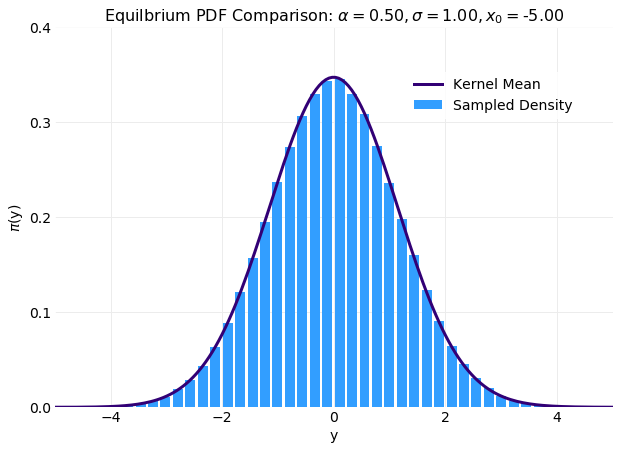 Equilbrium PDF Comparison: α = 0.50, σ = 1.00, x₀ = -5.00
0.4
0.3
0.2
0.1
0.0
π(y)
Kernel Mean
Sampled Density
−4
−2
0
2
4
y